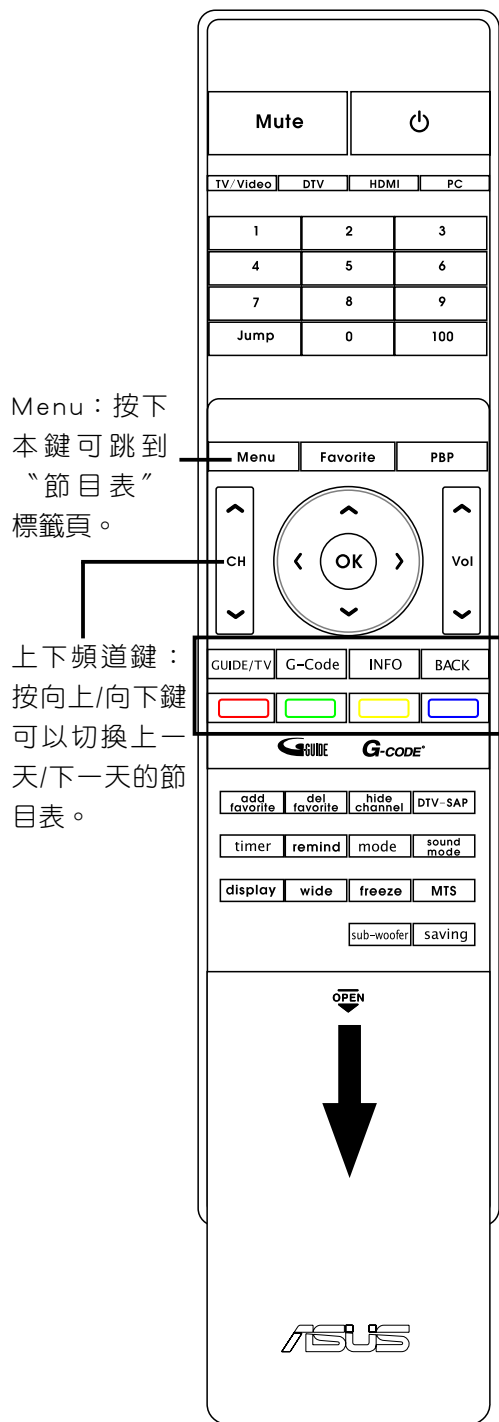 Mute
TV/Video DTV HDMI PC
1 2 3
4 5 6
7 8 9
Jump 0 100
Menu：按下
本鍵可跳到
〝節目表〞
標籤頁。
Menu Favorite PBP
CH OK Vol
上下頻道鍵：
按向上/向下鍵
可以切換上一
天/下一天的節
目表。
GUIDE/TV G-Code INFO BACK
GGUIDE G-CODE®
add favorite del favorite hide channel DTV-SAP
timer remind mode sound mode
display wide freeze MTS
sub-woofer saving
OPEN
ASUS